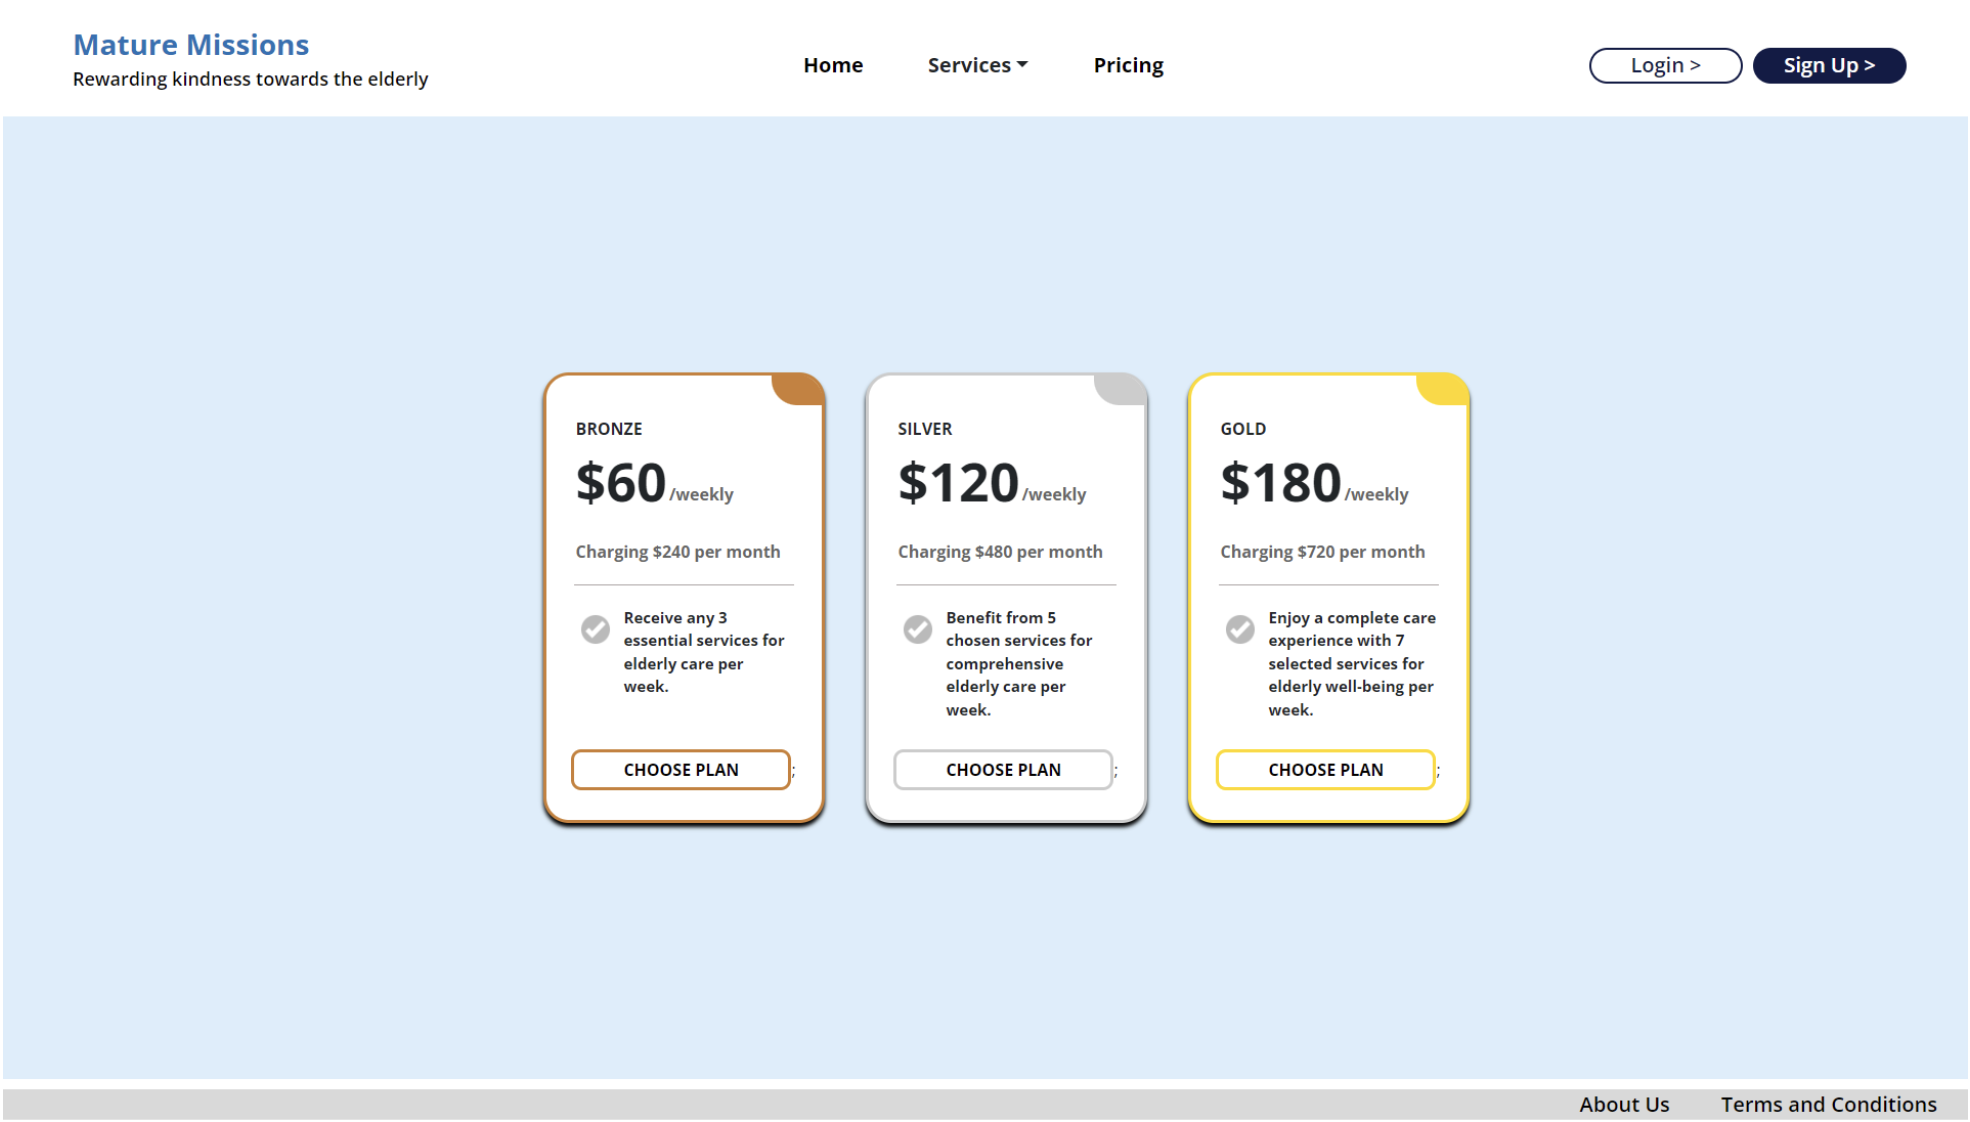 Mature Missions
Rewarding kindness towards the elderly
Home
Services
Pricing
Login >
Sign Up >
BRONZE
$60 /weekly
Charging $240 per month
Receive any 3
essential services for
elderly care per
week.
CHOOSE PLAN ;
SILVER
$120 /weekly
Charging $480 per month
Benefit from 5
chosen services for
comprehensive
elderly care per
week.
CHOOSE PLAN ;
GOLD
$180 /weekly
Charging $720 per month
Enjoy a complete care
experience with 7
selected services for
elderly well-being per
week.
CHOOSE PLAN ;
About Us
Terms and Conditions